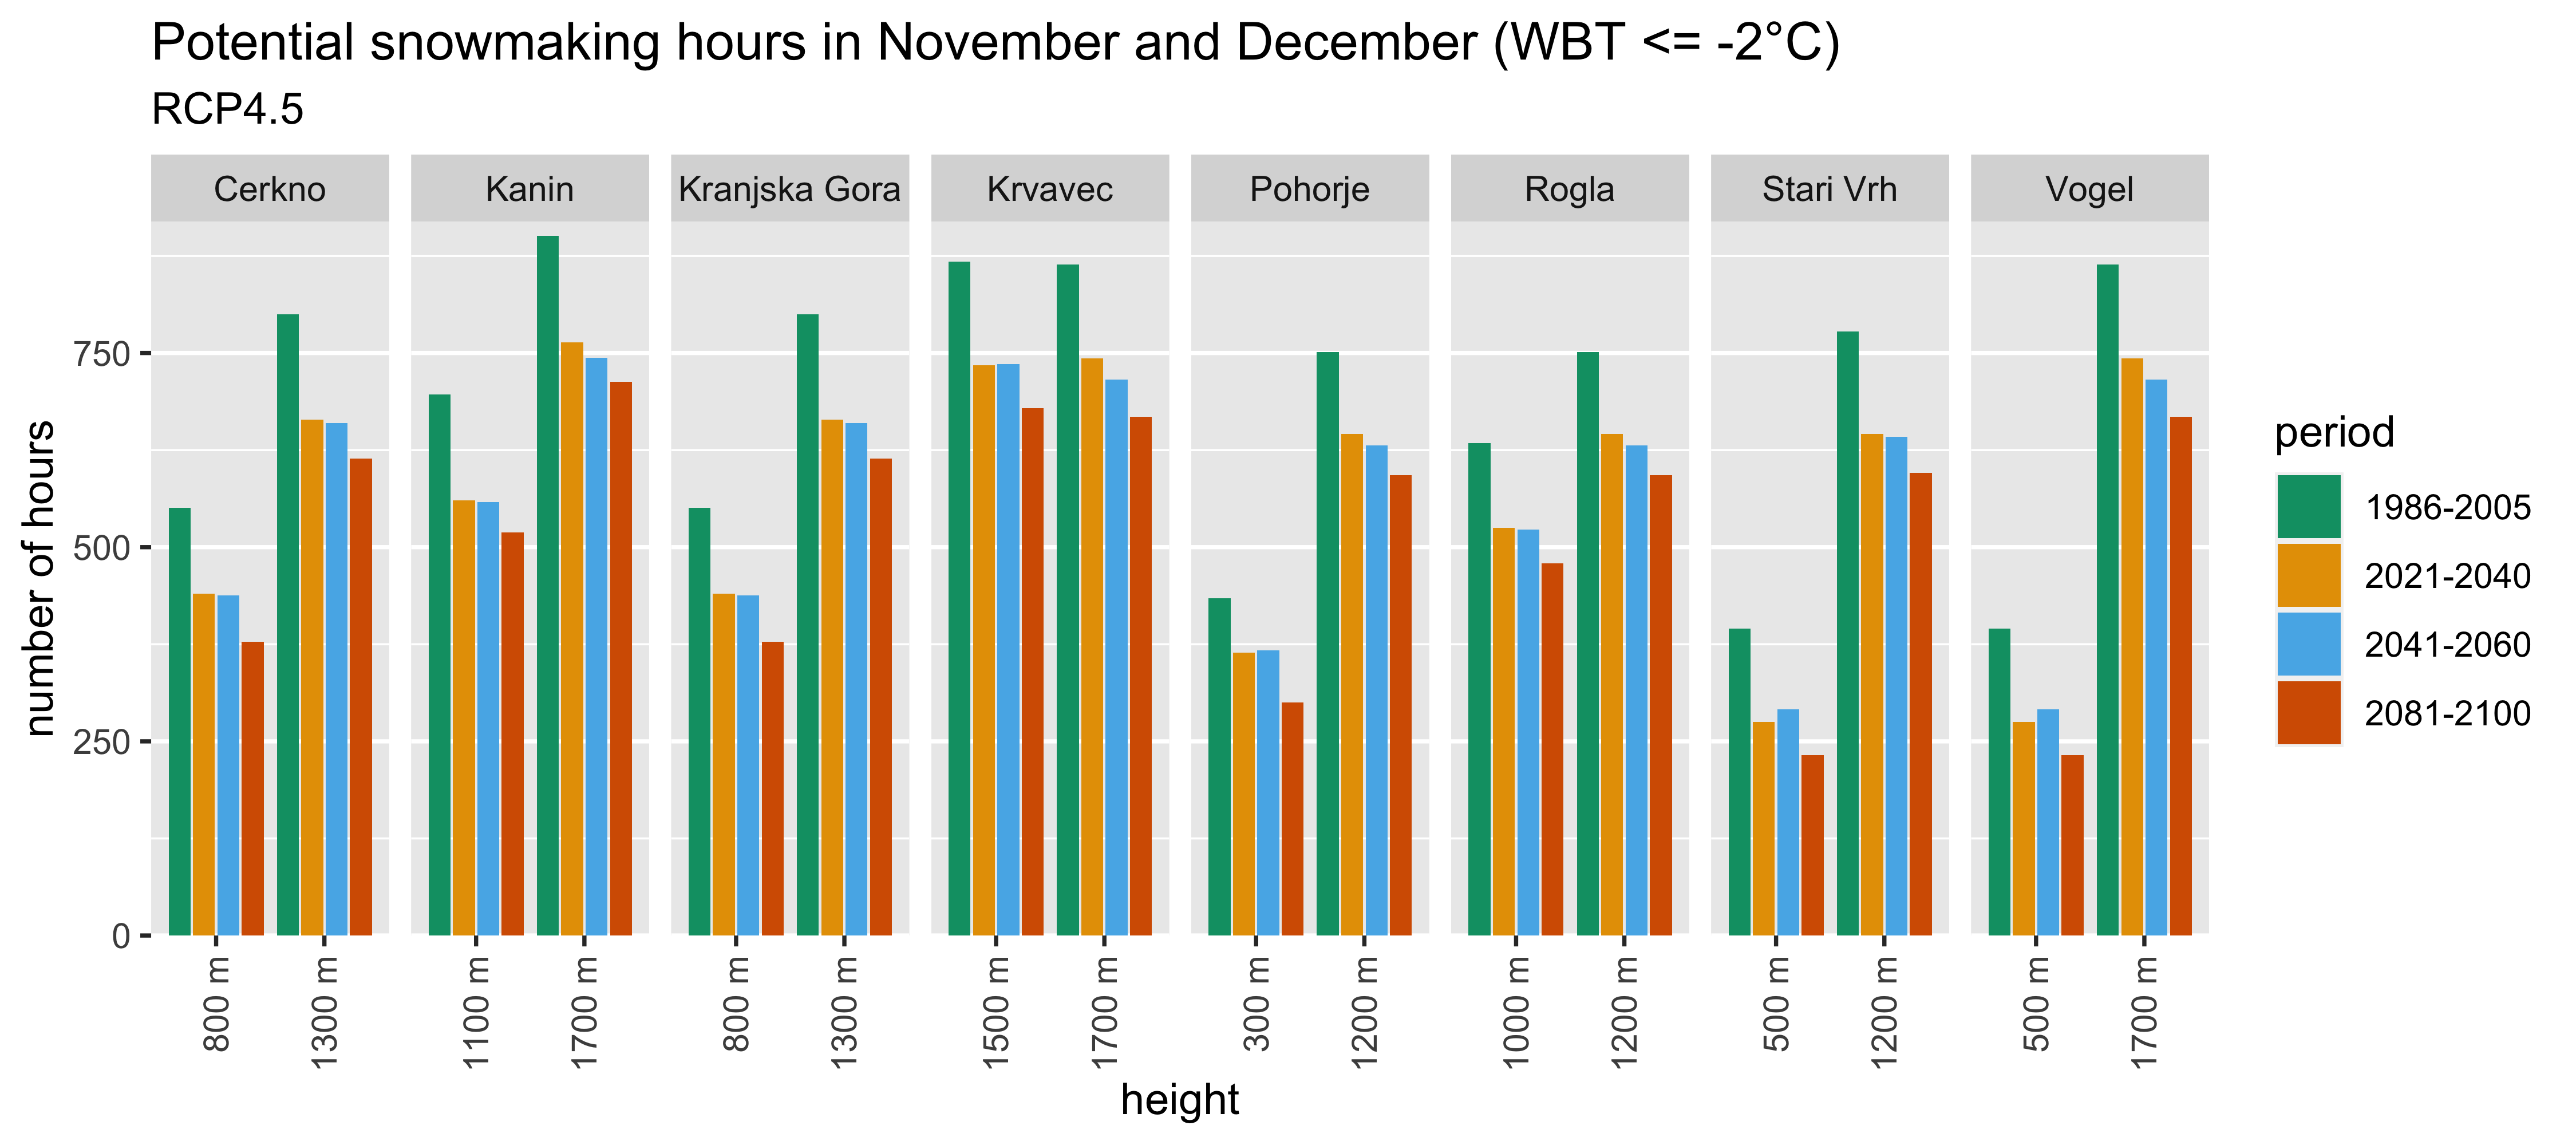 Potential snowmaking hours in November and December (WBT <= -2°C)
RCP4.5
Cerkno
Kanin
Kranjska Gora
Krvavec
Pohorje
Rogla
Stari Vrh
Vogel
number of hours
750
500
250
0
800 m
1300 m
1100 m
1700 m
800 m
1300 m
1500 m
1700 m
300 m
1200 m
1000 m
1200 m
500 m
1200 m
500 m
1700 m
height
period
1986-2005
2021-2040
2041-2060
2081-2100